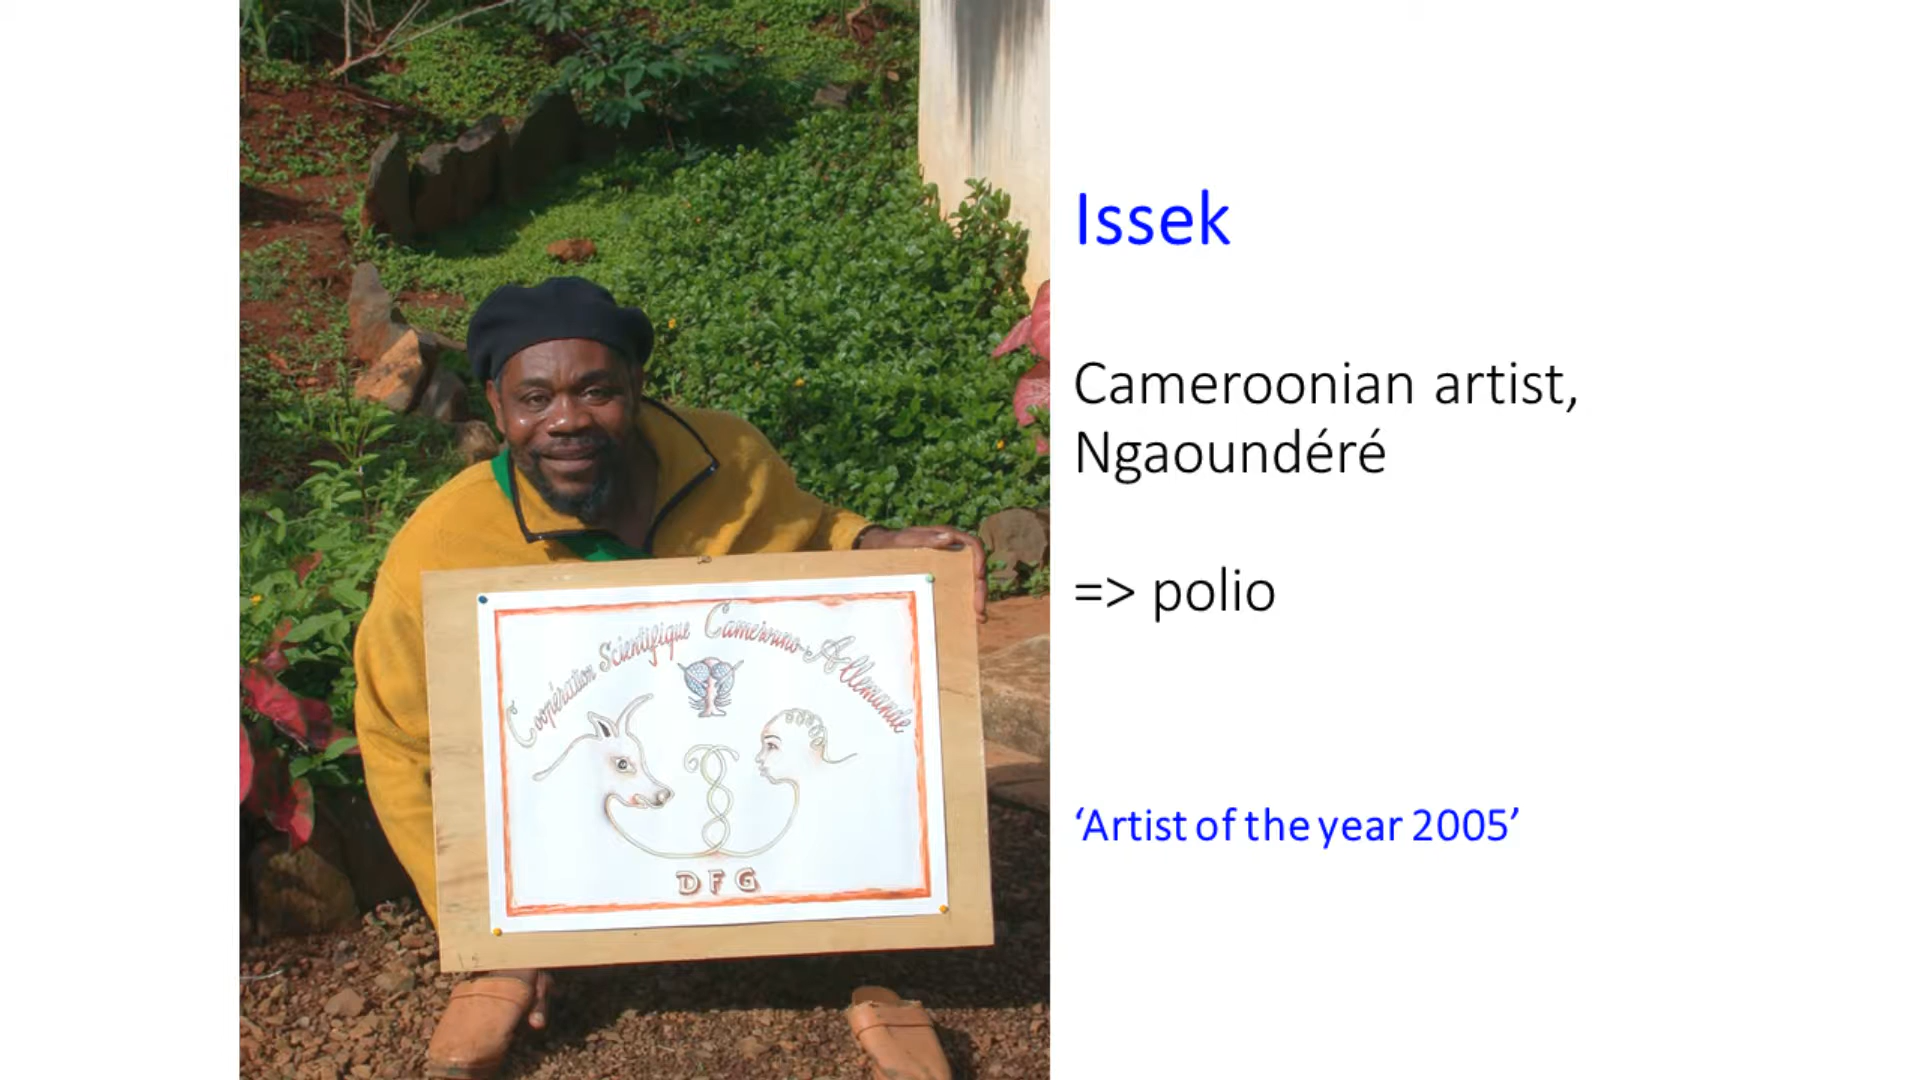 Issek
Cameroonian artist,
Ngaoundéré
=> polio
‘Artist of the year 2005’
Coopération Scientifique Camerouno-Allemande
DFG